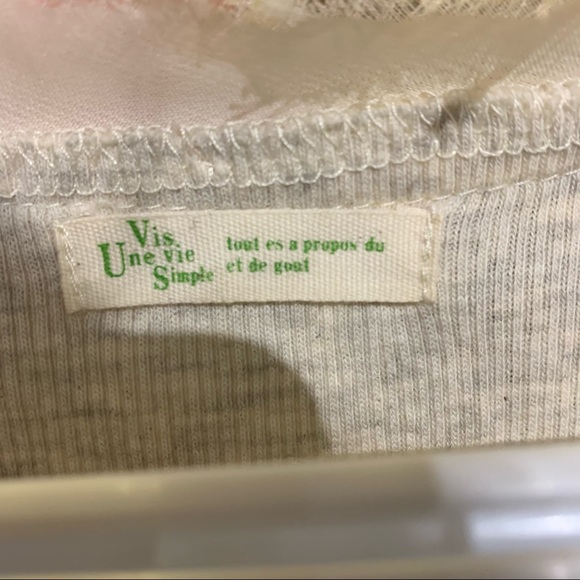 Vis.
Une vie
Simple
tout es a propos du
et de gout